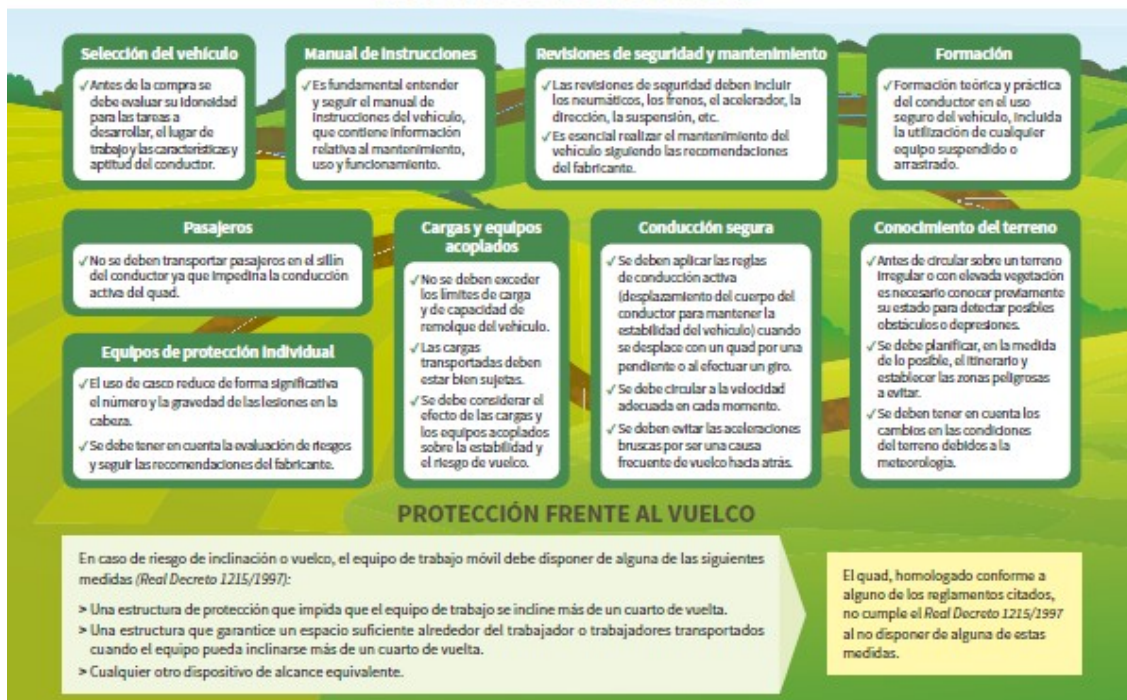 Selección del vehículo
✓ Antes de la compra se
debe evaluar su idoneidad
para las tareas a
desarrollar, el lugar de
trabajo y las características y
aptitud del conductor.
Manual de instrucciones
✓ Es fundamental entender
y seguir el manual de
instrucciones del vehículo,
que contiene información
relativa al mantenimiento,
uso y funcionamiento.
Revisiones de seguridad y mantenimiento
✓ Las revisiones de seguridad deben incluir
los neumáticos, los frenos, el acelerador, la
dirección, la suspensión, etc.
✓ Es esencial realizar el mantenimiento del
vehículo siguiendo las recomendaciones
del fabricante.
Formación
✓ Formación teórica y práctica
del conductor en el uso
seguro del vehículo, incluida
la utilización de cualquier
equipo suspendido o
arrastrado.
Pasajeros
✓ No se deben transportar pasajeros en el sillín
del conductor ya que impediría la conducción
activa del quad.
Equipos de protección individual
✓ El uso de casco reduce de forma significativa
el número y la gravedad de las lesiones en la
cabeza.
✓ Se debe tener en cuenta la evaluación de riesgos
y seguir las recomendaciones del fabricante.
Cargas y equipos
acoplados
✓ No se deben exceder
los límites de carga
y de capacidad de
remolque del vehículo.
✓ Las cargas
transportadas deben
estar bien sujetas.
✓ Se debe considerar el
efecto de las cargas y
los equipos acoplados
sobre la estabilidad y
el riesgo de vuelco.
Conducción segura
✓ Se deben aplicar las reglas
de conducción activa
(desplazamiento del cuerpo del
conductor para mantener la
estabilidad del vehículo) cuando
se desplace con un quad por una
pendiente o al efectuar un giro.
✓ Se debe circular a la velocidad
adecuada en cada momento.
✓ Se deben evitar las aceleraciones
bruscas por ser una causa
frecuente de vuelco hacia atrás.
Conocimiento del terreno
✓ Antes de circular sobre un terreno
irregular o con elevada vegetación
es necesario conocer previamente
su estado para detectar posibles
obstáculos o depresiones.
✓ Se debe planificar, en la medida
de lo posible, el itinerario y
establecer las zonas peligrosas
a evitar.
✓ Se deben tener en cuenta los
cambios en las condiciones
del terreno debidos a la
meteorología.
PROTECCIÓN FRENTE AL VUELCO
En caso de riesgo de inclinación o vuelco, el equipo de trabajo móvil debe disponer de alguna de las siguientes
medidas (Real Decreto 1215/1997):
> Una estructura de protección que impida que el equipo de trabajo se incline más de un cuarto de vuelta.
> Una estructura que garantice un espacio suficiente alrededor del trabajador o trabajadores transportados
cuando el equipo pueda inclinarse más de un cuarto de vuelta.
> Cualquier otro dispositivo de alcance equivalente.
El quad, homologado conforme a
alguno de los reglamentos citados,
no cumple el Real Decreto 1215/1997
al no disponer de alguna de estas
medidas.